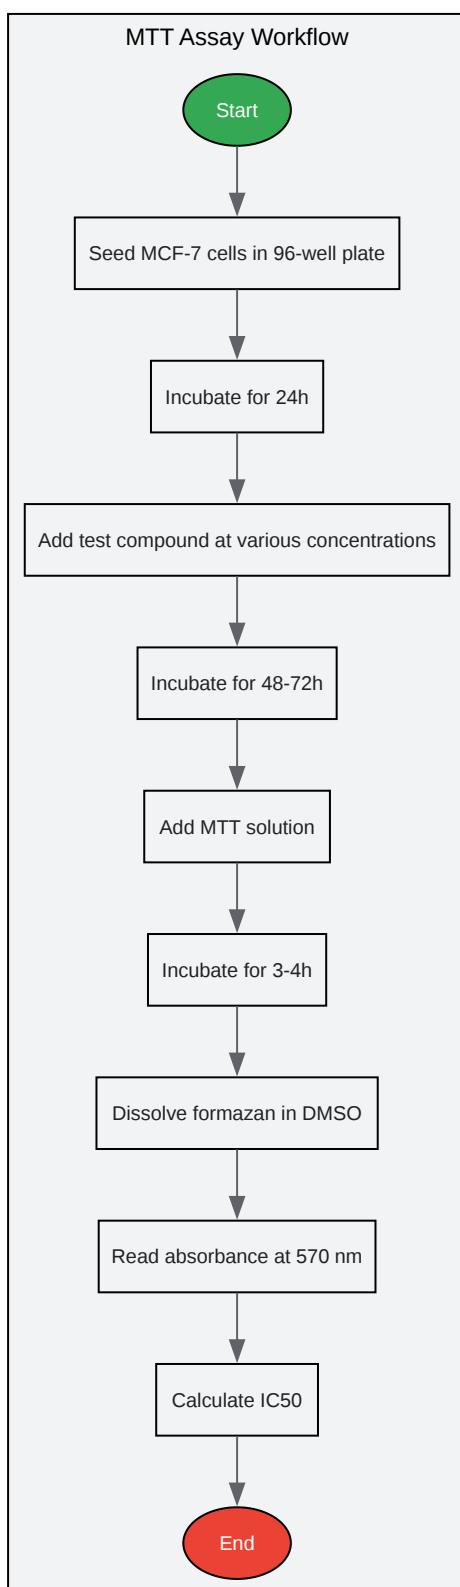 MTT Assay Workflow
Start
Seed MCF-7 cells in 96-well plate
Incubate for 24h
Add test compound at various concentrations
Incubate for 48-72h
Add MTT solution
Incubate for 3-4h
Dissolve formazan in DMSO
Read absorbance at 570 nm
Calculate IC50
End